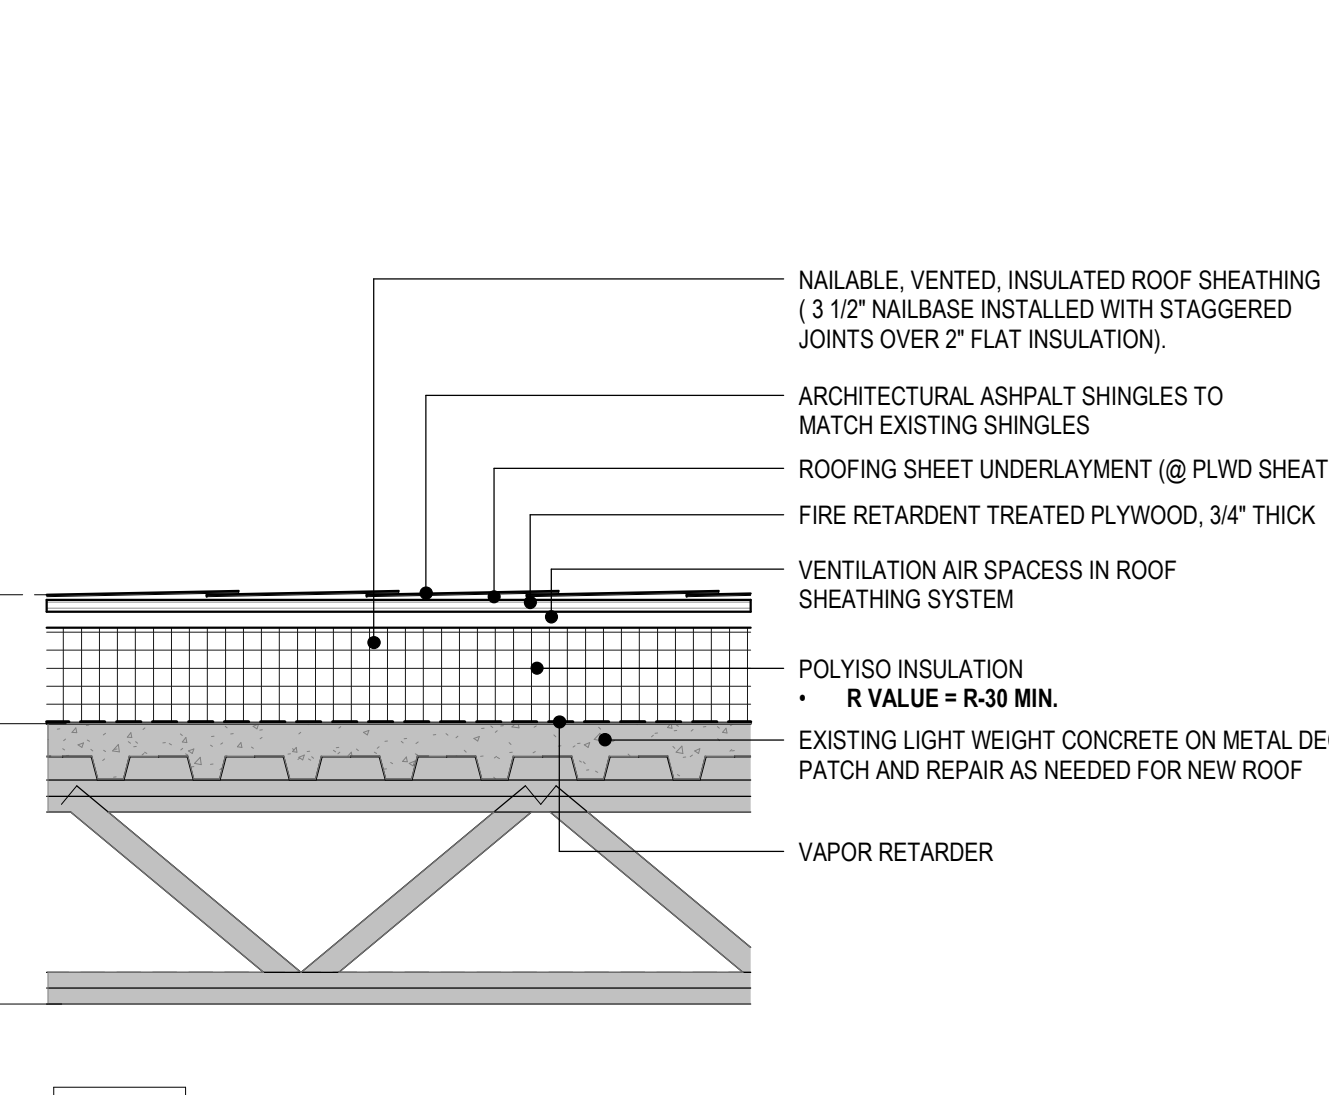 NAILABLE, VENTED, INSULATED ROOF SHEATHING
( 3 1/2" NAILBASE INSTALLED WITH STAGGERED
JOINTS OVER 2" FLAT INSULATION).
ARCHITECTURAL ASHPALT SHINGLES TO
MATCH EXISTING SHINGLES
ROOFING SHEET UNDERLAYMENT (@ PLWD SHEAT
FIRE RETARDENT TREATED PLYWOOD, 3/4" THICK
VENTILATION AIR SPACESS IN ROOF
SHEATHING SYSTEM
POLYISO INSULATION
• R VALUE = R-30 MIN.
EXISTING LIGHT WEIGHT CONCRETE ON METAL DE
PATCH AND REPAIR AS NEEDED FOR NEW ROOF
VAPOR RETARDER